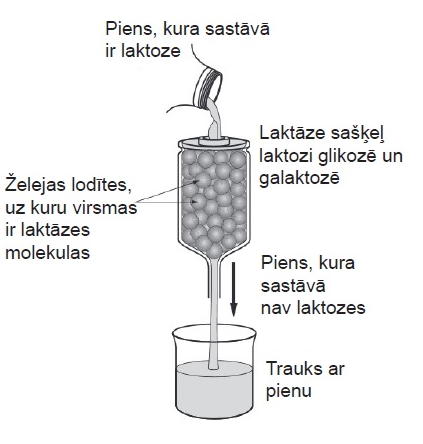 Piens, kura sastāvā
ir laktoze
Laktāze sašķeļ
laktozi glikozē un
galaktozē
Želejas lodītes,
uz kuru virsmas
ir laktāzes
molekulas
Piens, kura
sastāvā
nav laktozes
Trauks ar
pienu